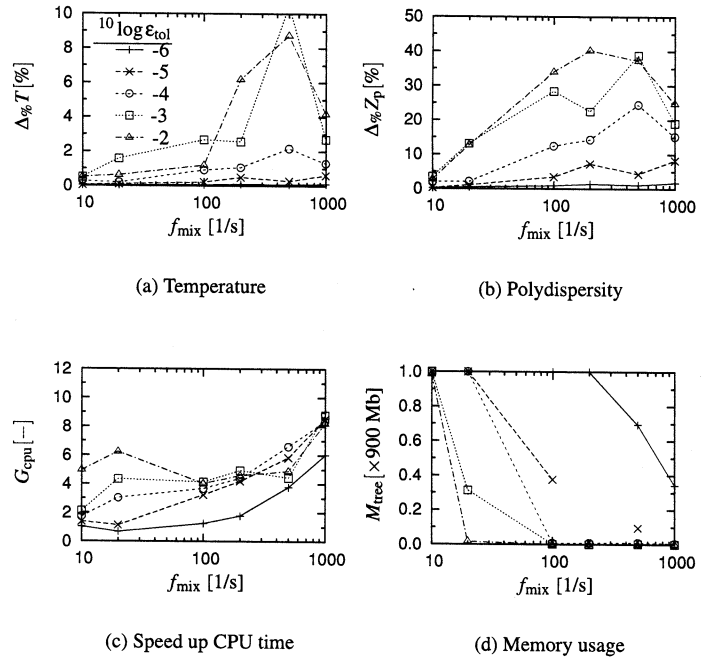 10
8
6
4
2
0
Δ%T [%]
¹⁰log εtol
-6
-5
-4
-3
-2
10 100 1000
fmix [1/s]
(a) Temperature
50
40
30
20
10
0
Δ%Zp [%]
10 100 1000
fmix [1/s]
(b) Polydispersity
12
10
8
6
4
2
0
Gcpu [—]
10 100 1000
fmix [1/s]
(c) Speed up CPU time
1.0
0.8
0.6
0.4
0.2
0.0
Mtree [×900 Mb]
10 100 1000
fmix [1/s]
(d) Memory usage